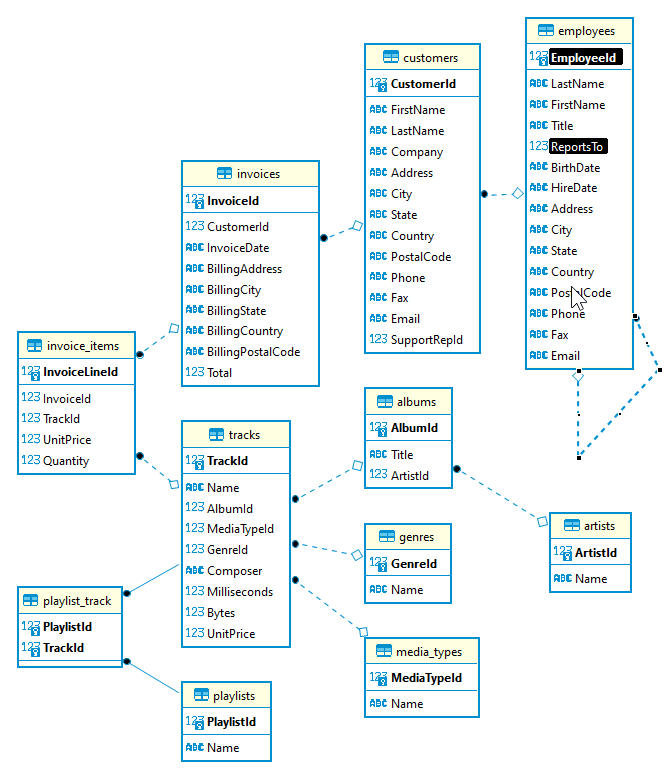 employees
123 EmployeeId
ABC LastName
ABC FirstName
ABC Title
123 ReportsTo
ABC BirthDate
ABC HireDate
ABC Address
ABC City
ABC State
ABC Country
ABC PostalCode
ABC Phone
ABC Fax
ABC Email
customers
123 CustomerId
ABC FirstName
ABC LastName
ABC Company
ABC Address
ABC City
ABC State
ABC Country
ABC PostalCode
ABC Phone
ABC Fax
ABC Email
123 SupportRepId
invoices
123 InvoiceId
123 CustomerId
ABC InvoiceDate
ABC BillingAddress
ABC BillingCity
ABC BillingState
ABC BillingCountry
ABC BillingPostalCode
123 Total
invoice_items
123 InvoiceLineId
123 InvoiceId
123 TrackId
123 UnitPrice
123 Quantity
tracks
123 TrackId
ABC Name
123 AlbumId
123 MediaTypeId
123 GenreId
ABC Composer
123 Milliseconds
123 Bytes
123 UnitPrice
albums
123 AlbumId
ABC Title
123 ArtistId
artists
123 ArtistId
ABC Name
genres
123 GenreId
ABC Name
media_types
123 MediaTypeId
ABC Name
playlist_track
123 PlaylistId
123 TrackId
playlists
123 PlaylistId
ABC Name